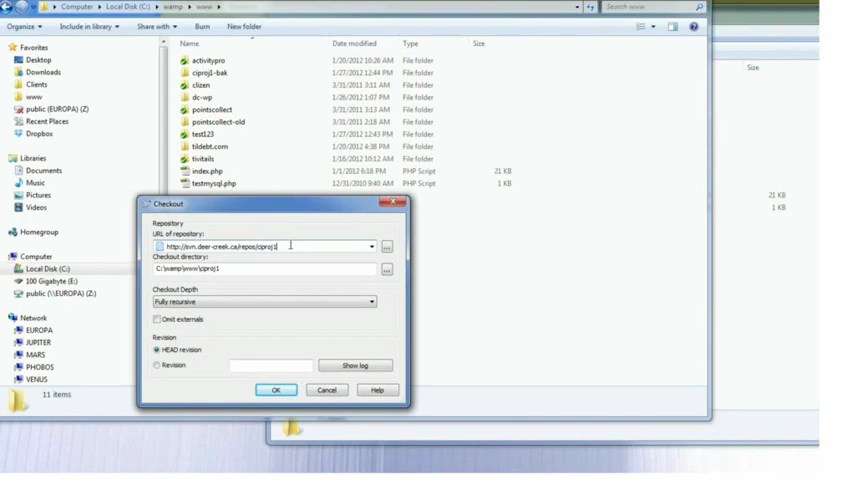 Computer ▸ Local Disk (C:) ▸ wamp ▸ www ▸
Search www
Organize
Include in library
Share with
Burn
New folder
Name
Date modified
Type
Size
Favorites
Desktop
Downloads
Clients
www
public (EUROPA) (Z)
Recent Places
Dropbox
Libraries
Documents
Music
Pictures
Videos
Homegroup
Computer
Local Disk (C:)
100 Gigabyte (E:)
public (\\EUROPA) (Z:)
Network
EUROPA
JUPITER
MARS
PHOBOS
VENUS
activitypro 1/20/2012 10:26 AM File folder
ciproj1-bak 1/27/2012 12:44 PM File folder
clizen 3/31/2011 3:11 AM File folder
dc-wp 1/26/2012 1:07 PM File folder
pointscollect 3/31/2011 3:13 AM File folder
pointscollect-old 3/31/2011 2:18 AM File folder
test123 1/27/2012 12:43 PM File folder
tildebt.com 1/20/2012 4:38 PM File folder
tivitails 1/16/2012 10:12 AM File folder
index.php 1/1/2012 6:18 PM PHP Script 21 KB
testmysql.php 12/31/2010 9:40 AM PHP Script 1 KB
Size
21 KB
1 KB
Checkout
Repository
URL of repository:
http://svn.deer-creek.ca/repos/ciproj1
...
Checkout directory:
C:\wamp\www\ciproj1
...
Checkout Depth
Fully recursive
Omit externals
Revision
HEAD revision
Revision
Show log
OK
Cancel
Help
11 items